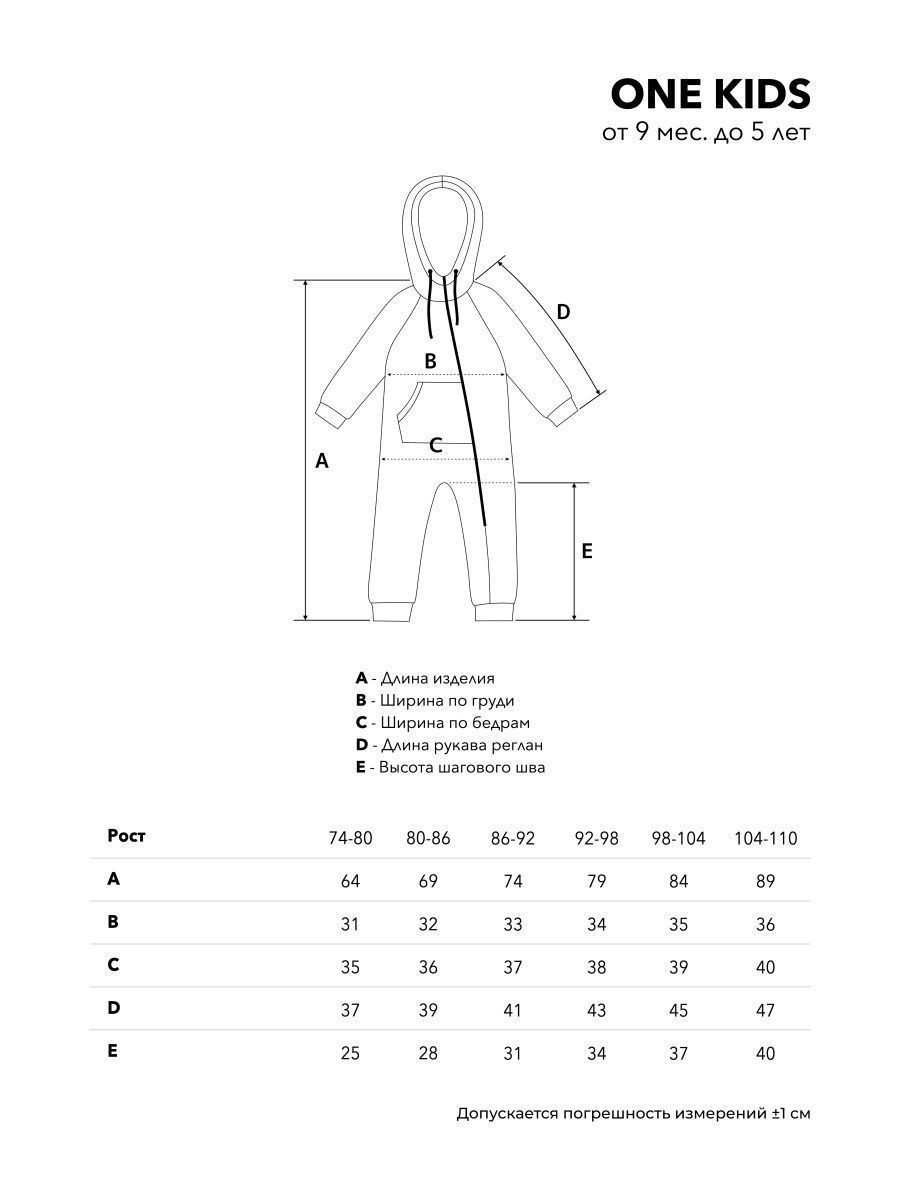 ONE KIDS
от 9 мес. до 5 лет
D
B
C
A
E
A - Длина изделия
B - Ширина по груди
C - Ширина по бедрам
D - Длина рукава реглан
E - Высота шагового шва
Рост 74-80 80-86 86-92 92-98 98-104 104-110
A 64 69 74 79 84 89
B 31 32 33 34 35 36
C 35 36 37 38 39 40
D 37 39 41 43 45 47
E 25 28 31 34 37 40
Допускается погрешность измерений ±1 см